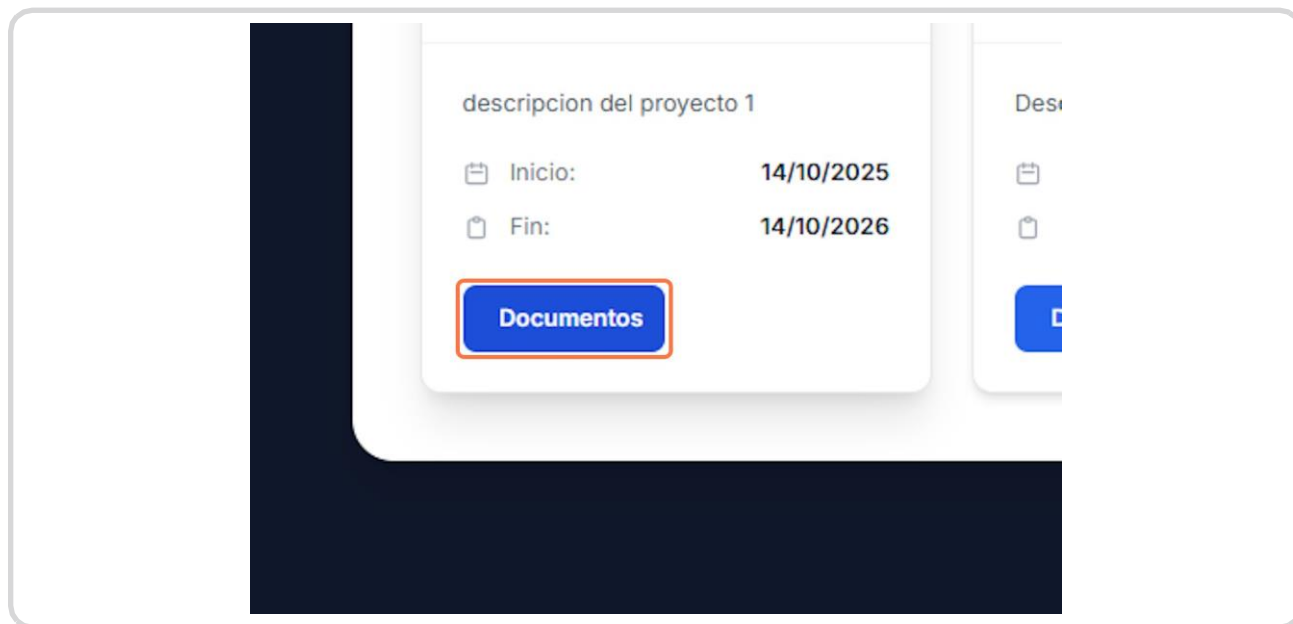 descripcion del proyecto 1
Inicio: 14/10/2025
Fin: 14/10/2026
Documentos